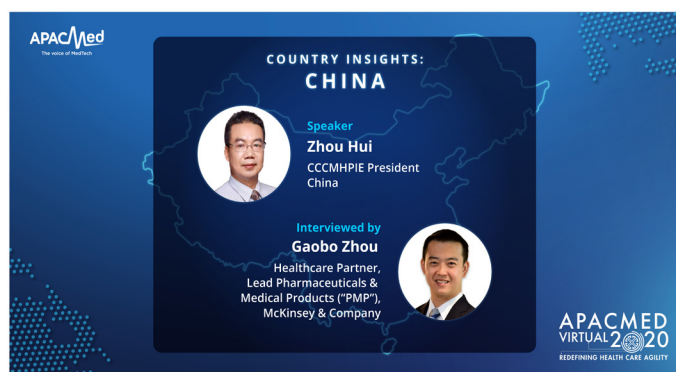 APACMed
The voice of MedTech
COUNTRY INSIGHTS:
CHINA
Speaker
Zhou Hui
CCCMHPIE President
China
Interviewed by
Gaobo Zhou
Healthcare Partner,
Lead Pharmaceuticals &
Medical Products ("PMP"),
McKinsey & Company
APACMED
VIRTUAL 2020
REDEFINING HEALTH CARE AGILITY